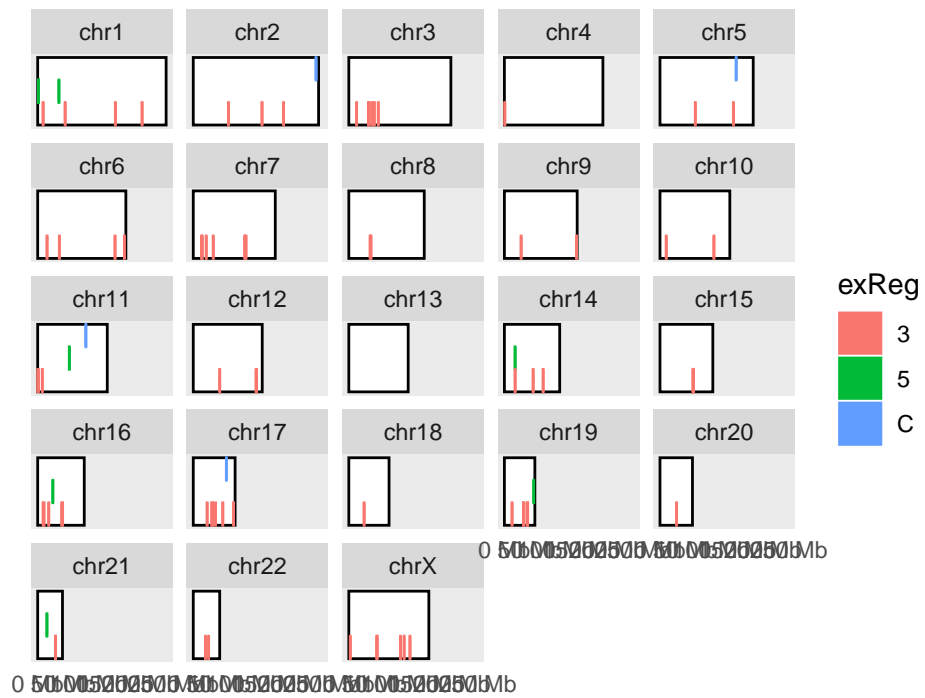 chr1 chr2 chr3 chr4 chr5
chr6 chr7 chr8 chr9 chr10
exReg
chr11 chr12 chr13 chr14 chr15
3
5
C
chr16 chr17 chr18 chr19 chr20
chr21 chr22 chrX